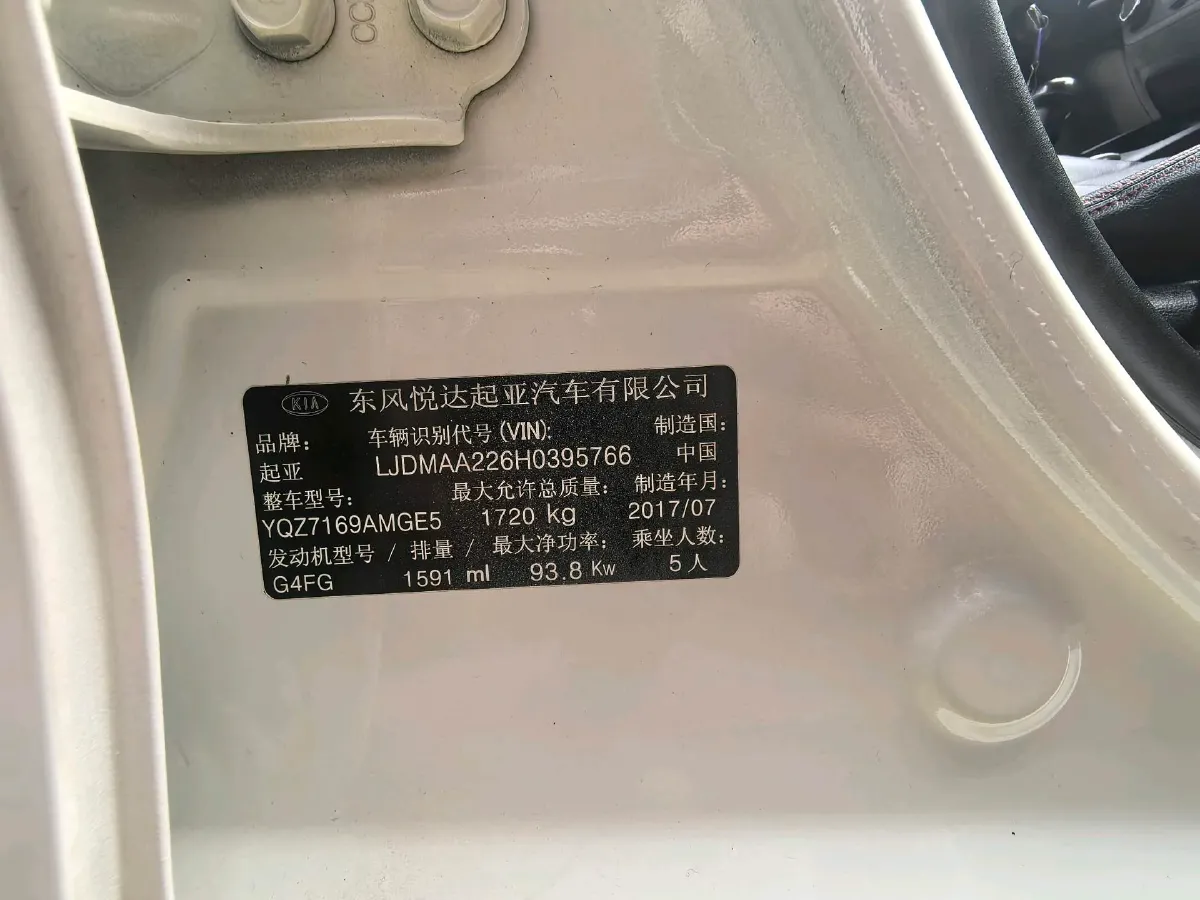 CC
KIA 东风悦达起亚汽车有限公司
品牌： 车辆识别代号 (VIN): 制造国：
起亚 LJDMAA226H0395766 中国
整车型号： 最大允许总质量： 制造年月：
YQZ7169AMGE5 1720 kg 2017/07
发动机型号 / 排量 / 最大净功率： 乘坐人数：
G4FG 1591 ml 93.8 Kw 5 人